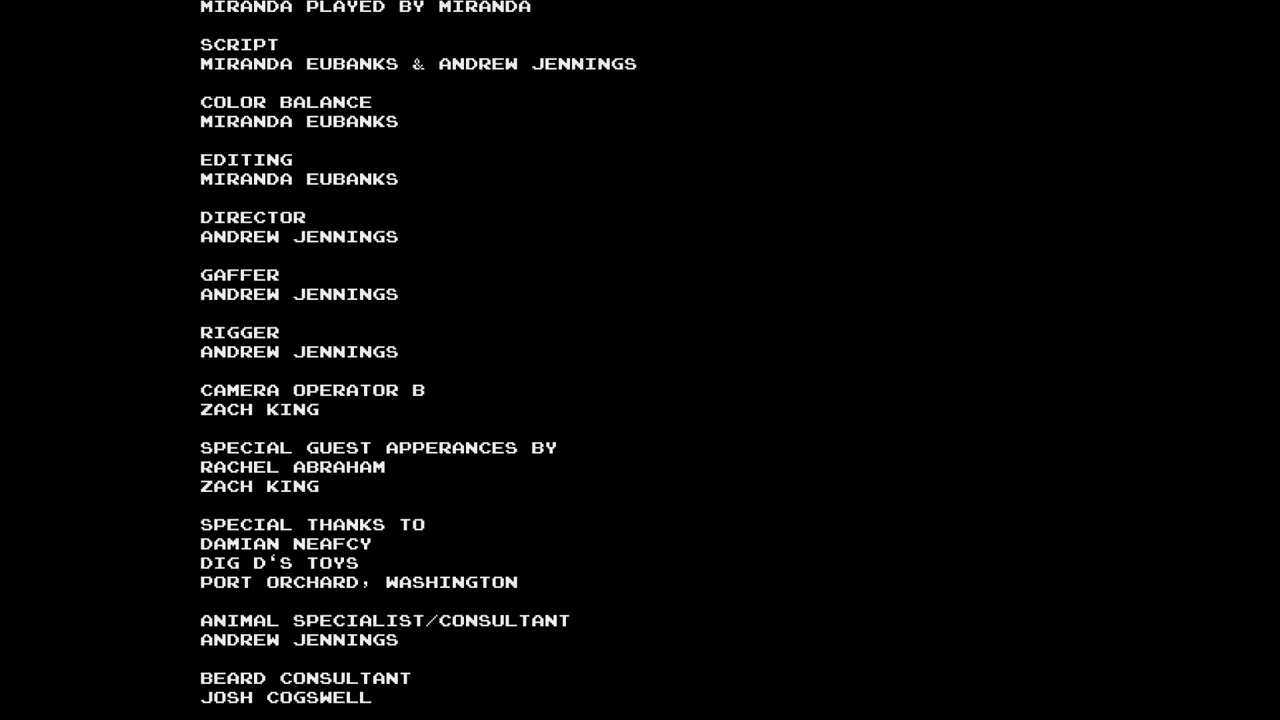 MIRANDA PLAYED BY MIRANDA
SCRIPT
MIRANDA EUBANKS & ANDREW JENNINGS
COLOR BALANCE
MIRANDA EUBANKS
EDITING
MIRANDA EUBANKS
DIRECTOR
ANDREW JENNINGS
GAFFER
ANDREW JENNINGS
RIGGER
ANDREW JENNINGS
CAMERA OPERATOR B
ZACH KING
SPECIAL GUEST APPERANCES BY
RACHEL ABRAHAM
ZACH KING
SPECIAL THANKS TO
DAMIAN NEAFCY
DIG D‘S TOYS
PORT ORCHARD, WASHINGTON
ANIMAL SPECIALIST/CONSULTANT
ANDREW JENNINGS
BEARD CONSULTANT
JOSH COGSWELL